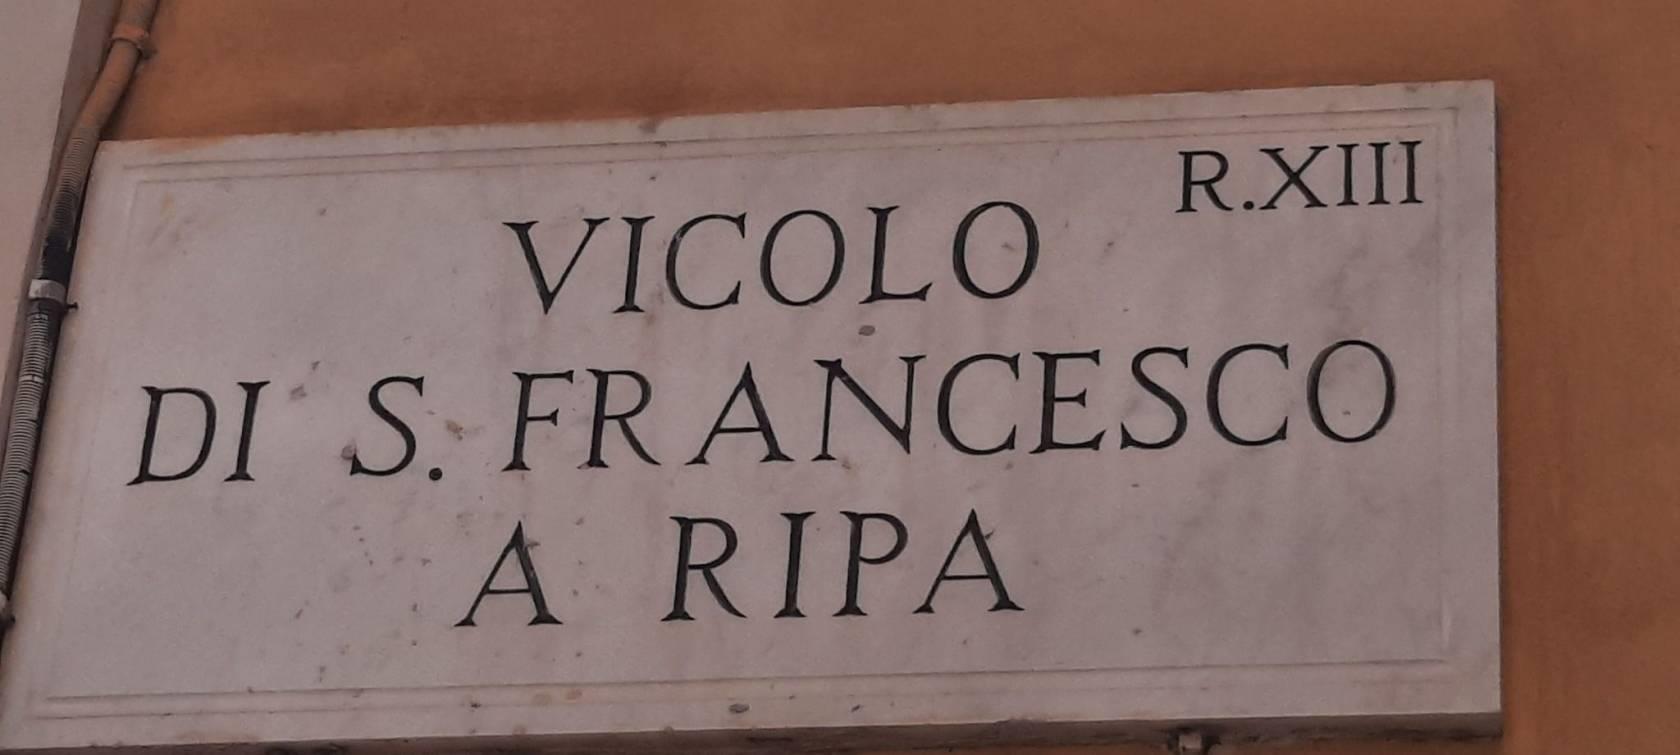 R.XIII
VICOLO
DI S. FRANCESCO
A RIPA